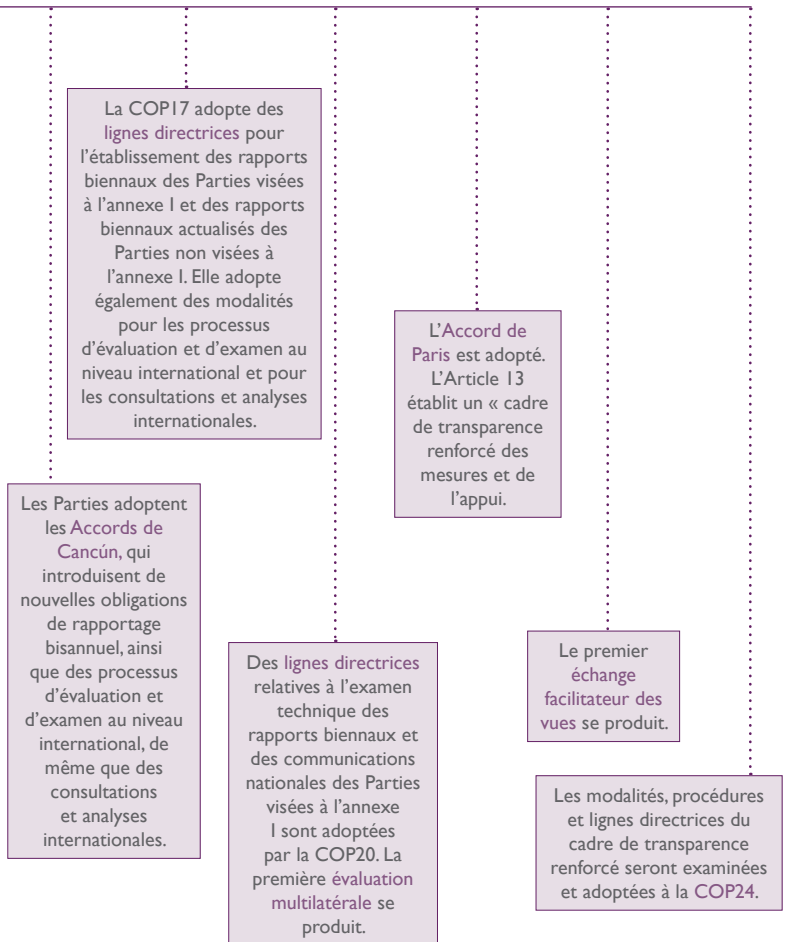 Les Parties adoptent
les Accords de
Cancún, qui
introduisent de
nouvelles obligations
de rapportage
bisannuel, ainsi
que des processus
d’évaluation et
d’examen au niveau
international, de
même que des
consultations
et analyses
internationales.
La COP17 adopte des
lignes directrices pour
l’établissement des rapports
biennaux des Parties visées
à l’annexe I et des rapports
biennaux actualisés des
Parties non visées à
l’annexe I. Elle adopte
également des modalités
pour les processus
d’évaluation et d’examen au
niveau international et pour
les consultations et analyses
internationales.
Des lignes directrices
relatives à l’examen
technique des
rapports biennaux et
des communications
nationales des Parties
visées à l’annexe
I sont adoptées
par la COP20. La
première évaluation
multilatérale se
produit.
L’Accord de
Paris est adopté.
L’Article 13
établit un « cadre
de transparence
renforcé des
mesures et de
l’appui.
Le premier
échange
facilitateur des
vues se produit.
Les modalités, procédures
et lignes directrices du
cadre de transparence
renforcé seront examinées
et adoptées à la COP24.